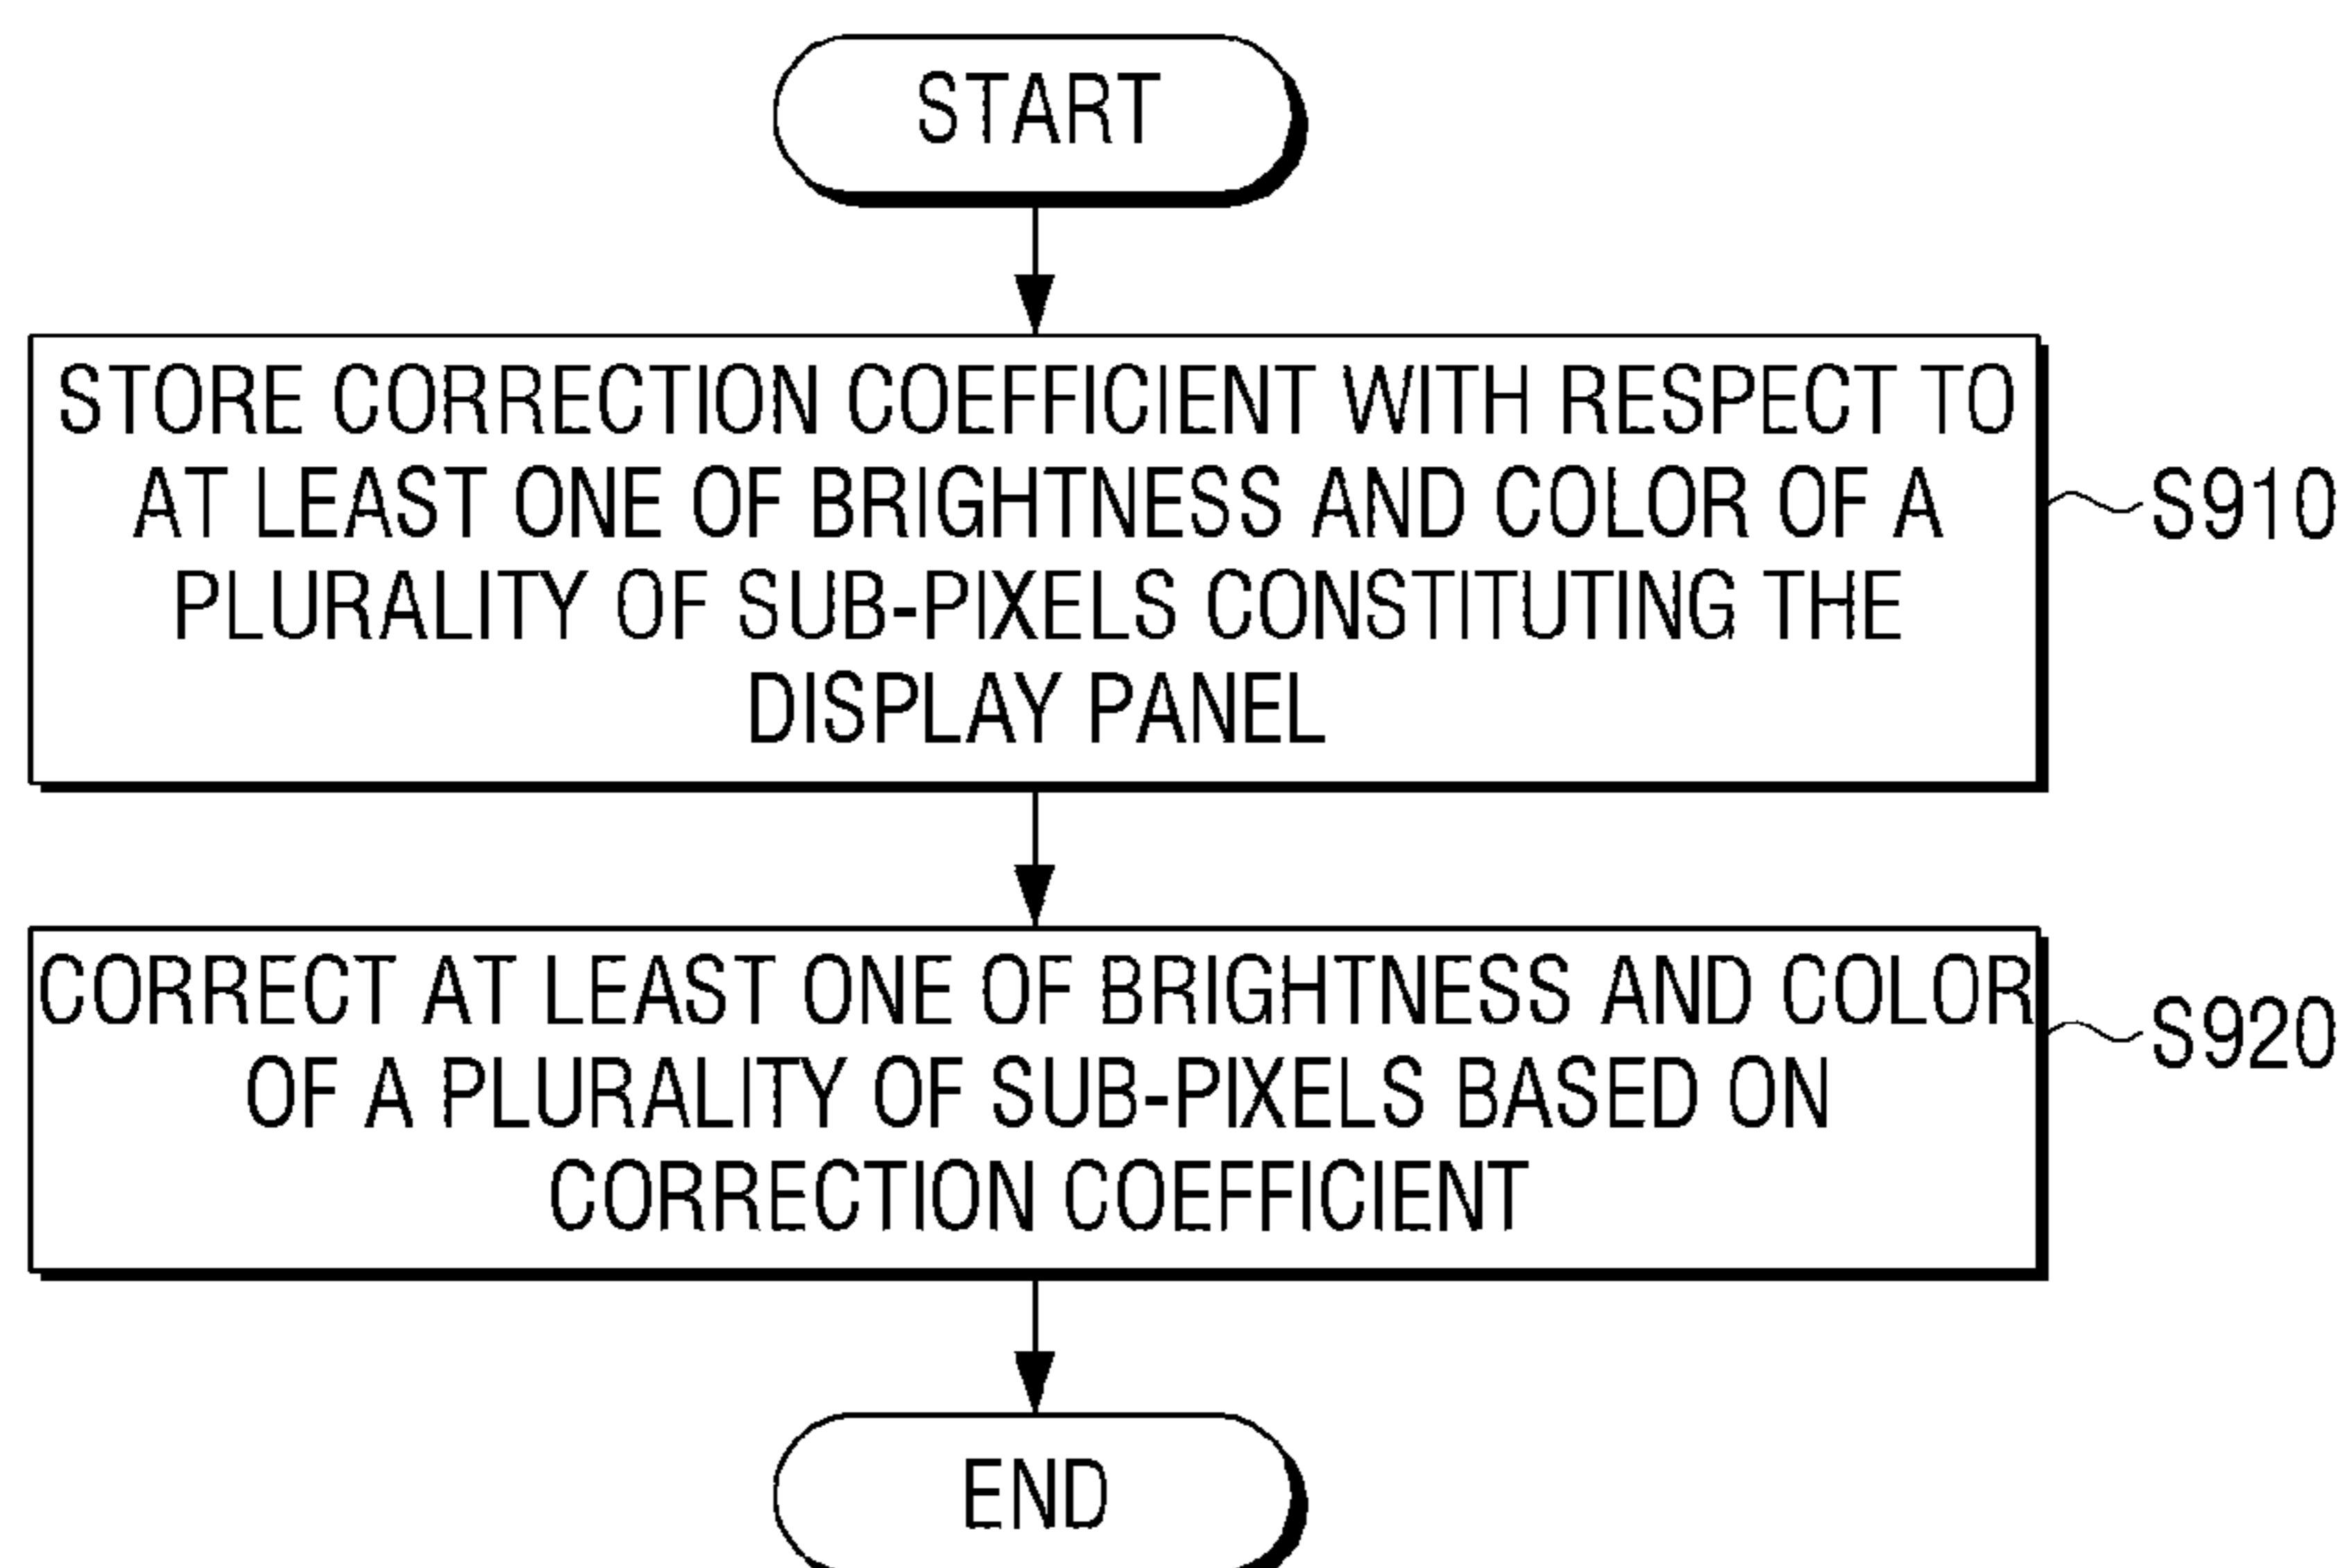 START
STORE CORRECTION COEFFICIENT WITH RESPECT TO
AT LEAST ONE OF BRIGHTNESS AND COLOR OF A
PLURALITY OF SUB-PIXELS CONSTITUTING THE
DISPLAY PANEL
S910
CORRECT AT LEAST ONE OF BRIGHTNESS AND COLOR
OF A PLURALITY OF SUB-PIXELS BASED ON
CORRECTION COEFFICIENT
S920
END